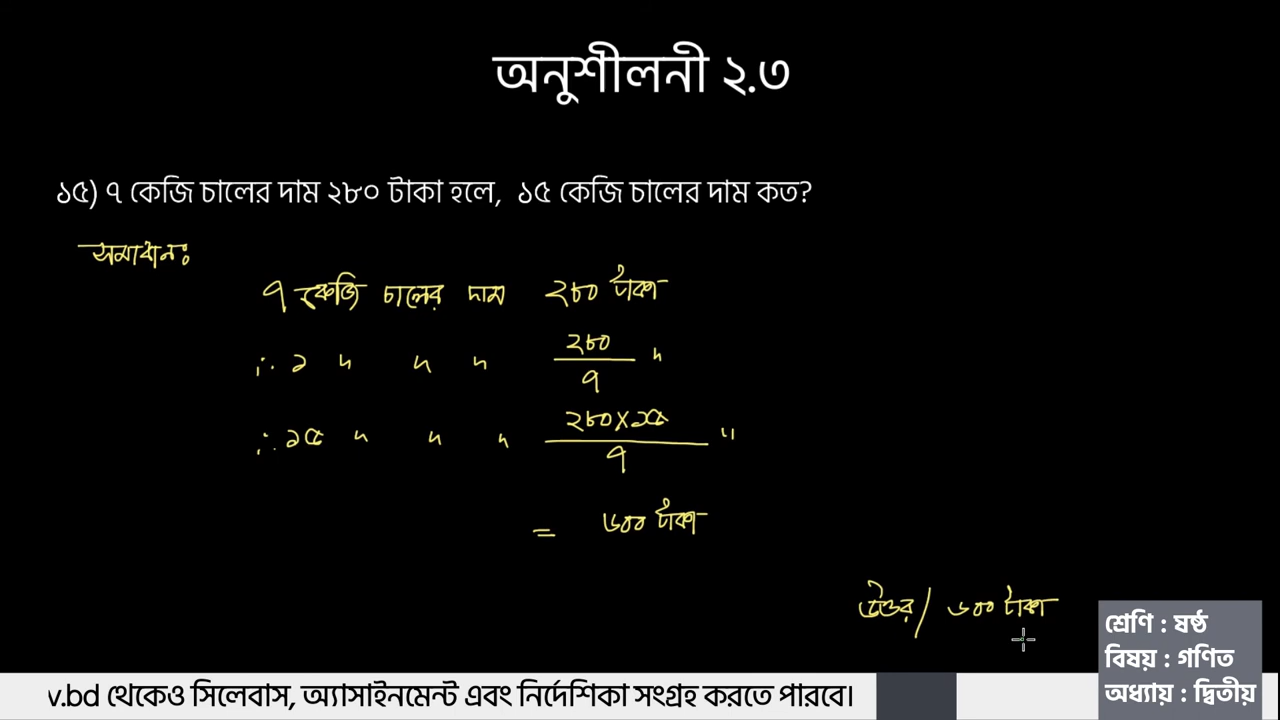 অনুশীলনী ২.৩
১৫) ৭ কেজি চালের দাম ২৮০ টাকা হলে, ১৫ কেজি চালের দাম কত?
সমাধান:
৭ কেজি চালের দাম ২৮০ টাকা
∴ ১ " " " ২৮০/৭ "
∴ ১৫ " " " ২৮০×১৫/৭ "
= ৬০০ টাকা
উত্তর/ ৬০০ টাকা
শ্রেণি : ষষ্ঠ
বিষয় : গণিত
অধ্যায় : দ্বিতীয়
v.bd থেকেও সিলেবাস, অ্যাসাইনমেন্ট এবং নির্দেশিকা সংগ্রহ করতে পারবে।